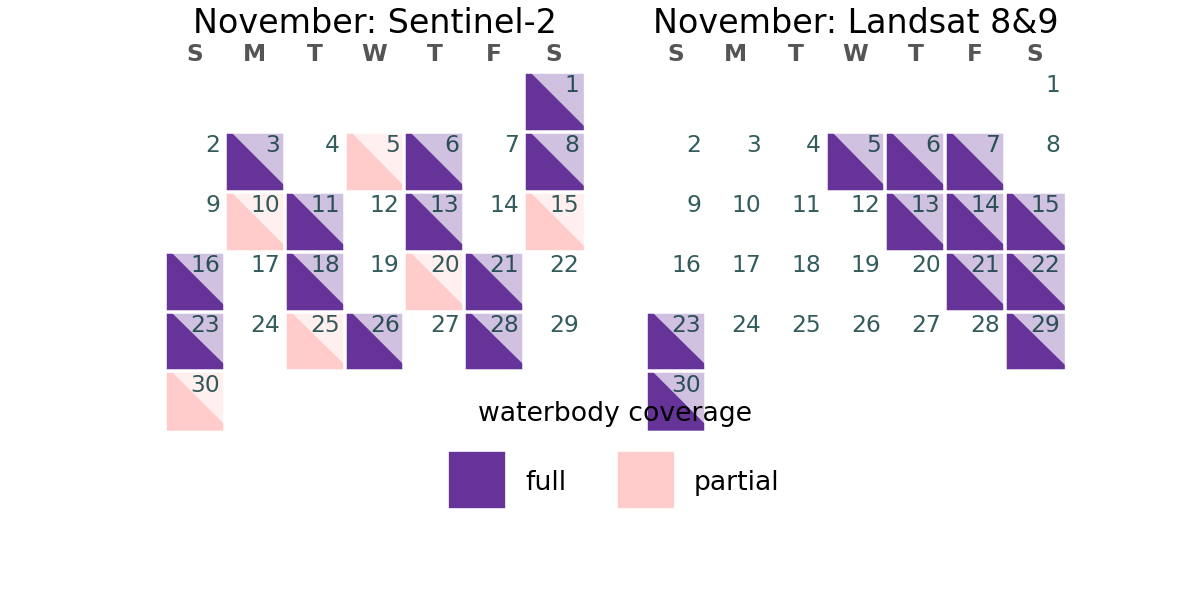 November: Sentinel-2
S M T W T F S
1
2 3 4 5 6 7 8
9 10 11 12 13 14 15
16 17 18 19 20 21 22
23 24 25 26 27 28 29
30
November: Landsat 8&9
S M T W T F S
1
2 3 4 5 6 7 8
9 10 11 12 13 14 15
16 17 18 19 20 21 22
23 24 25 26 27 28 29
30
waterbody coverage
full partial